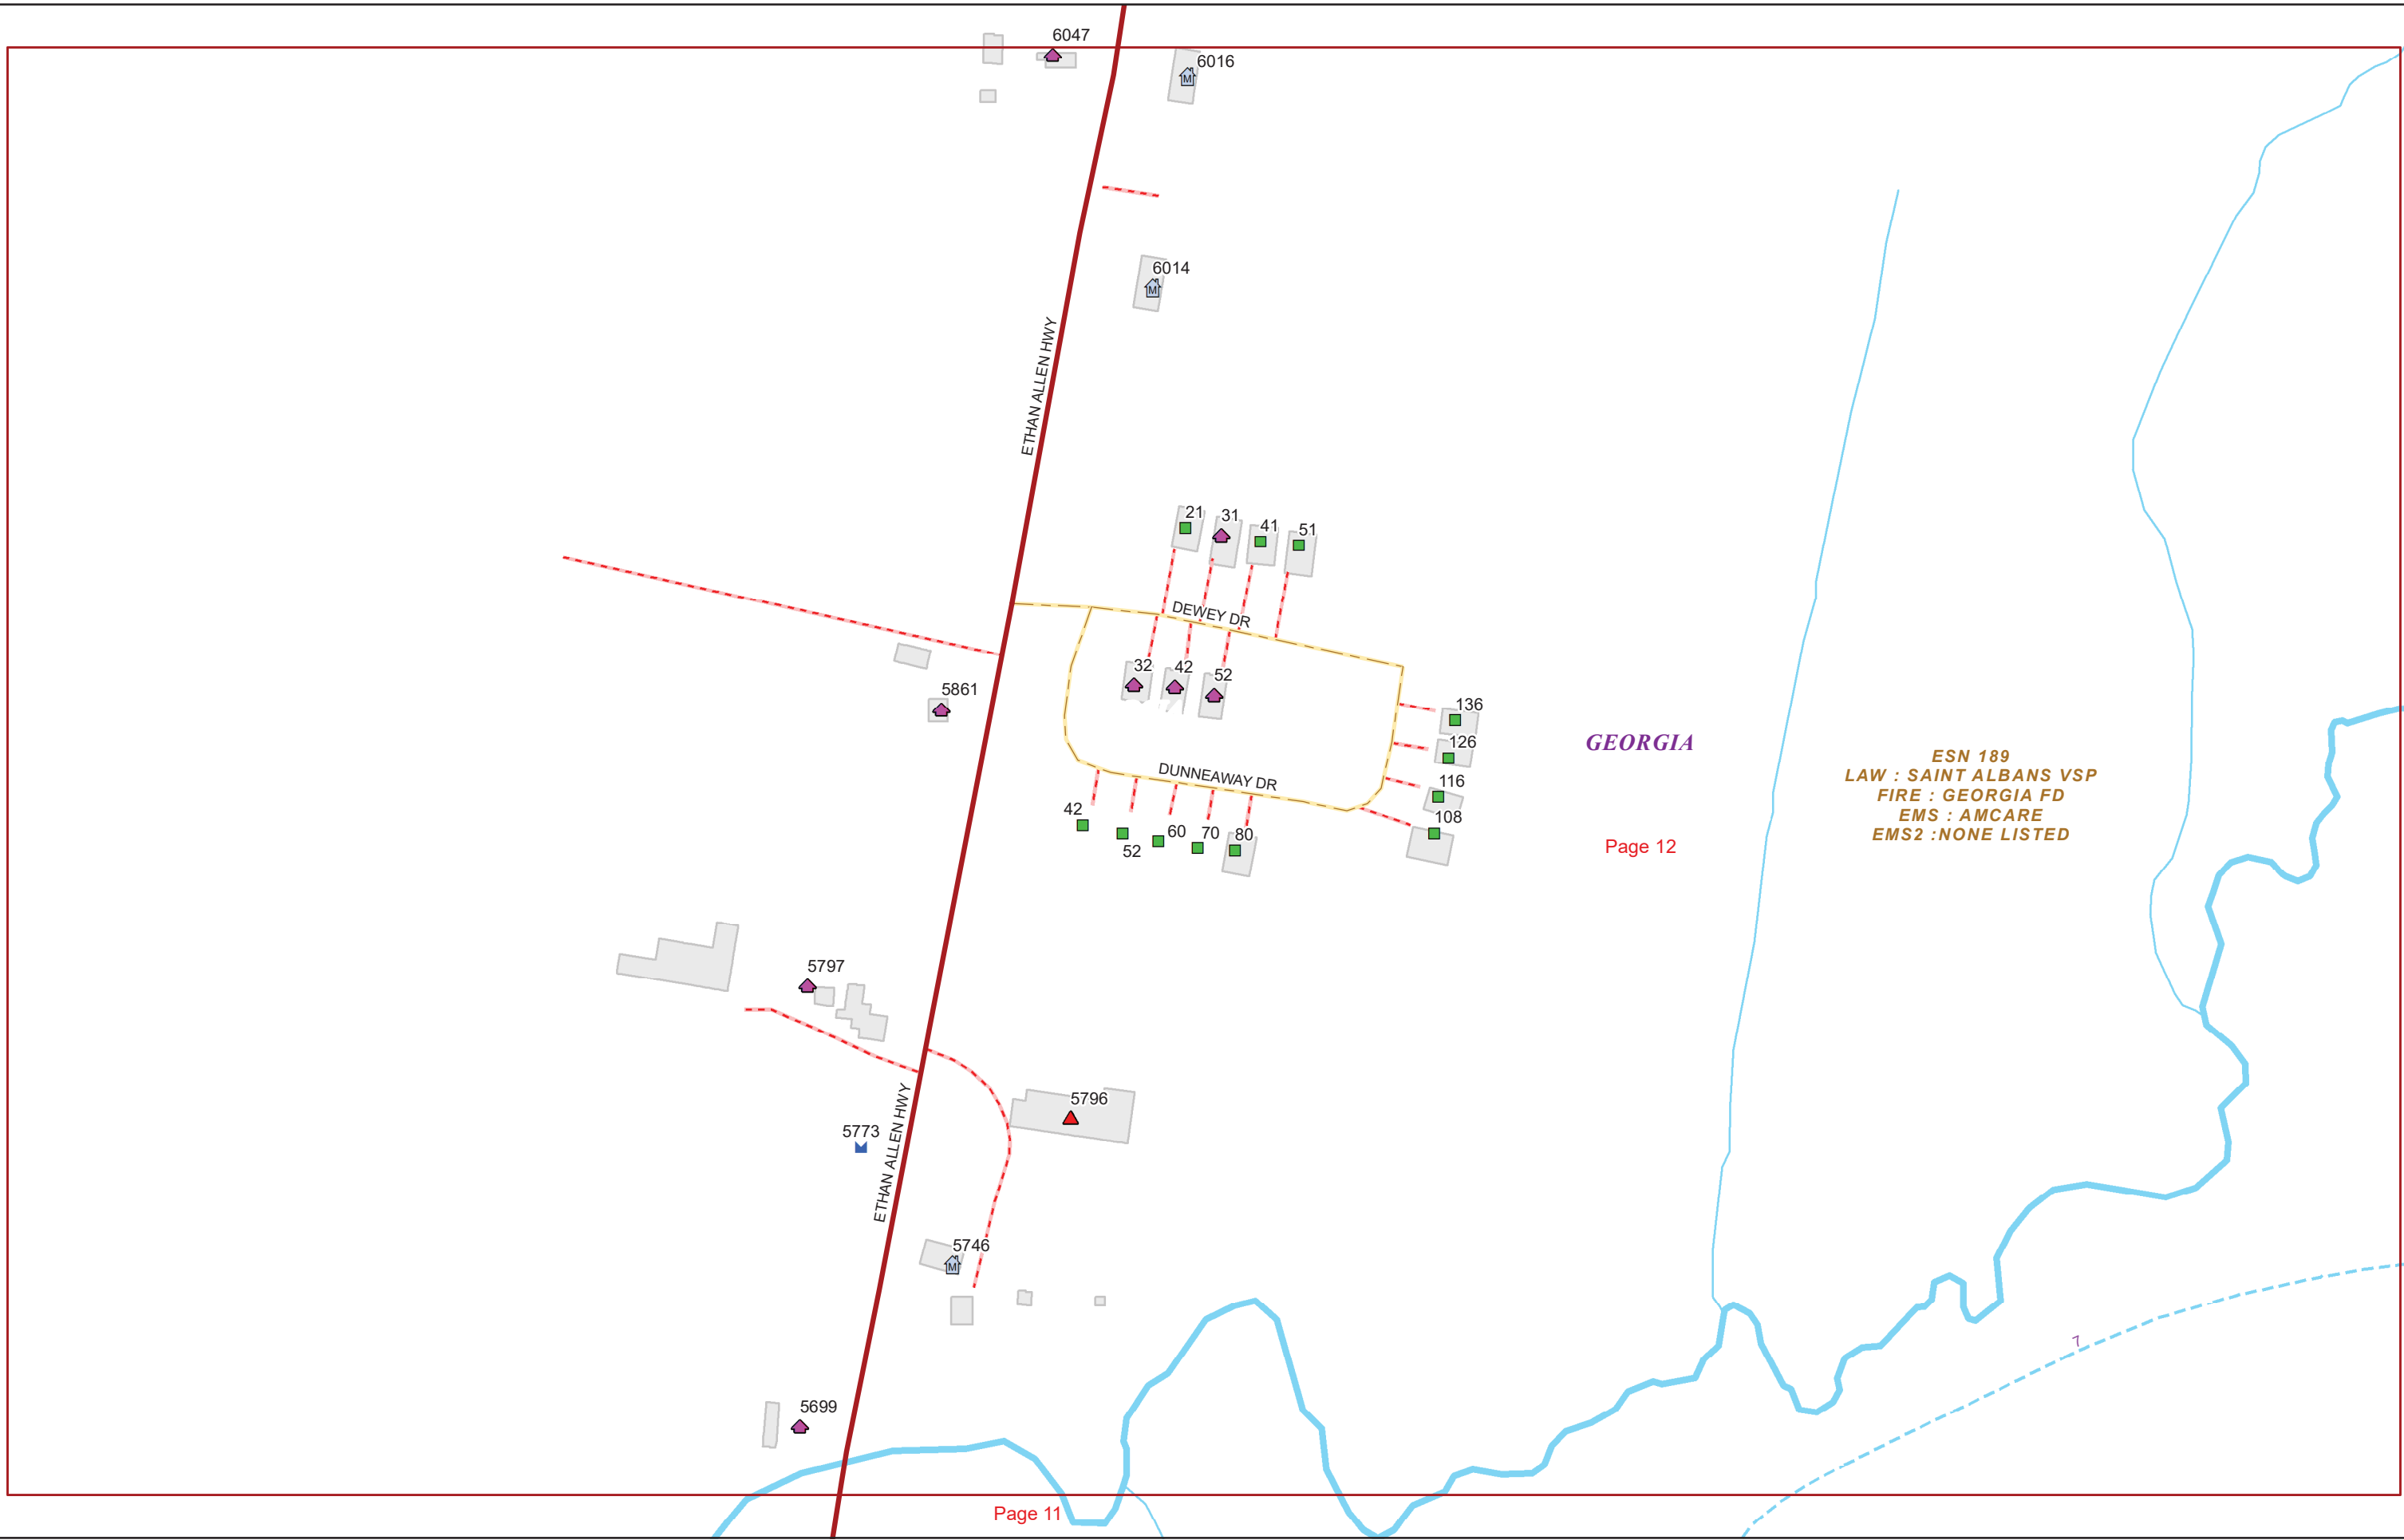 6047
6016
6014
ETHAN ALLEN HWY
21
31
41
51
DEWEY DR
32
42
52
5861
136
126
116
108
GEORGIA
ESN 189
LAW : SAINT ALBANS VSP
FIRE : GEORGIA FD
EMS : AMCARE
EMS2 :NONE LISTED
DUNNEAWAY DR
42
52
60
70
80
Page 12
5797
5796
5773
ETHAN ALLEN HWY
M
M
5746
M
7
5699
Page 11